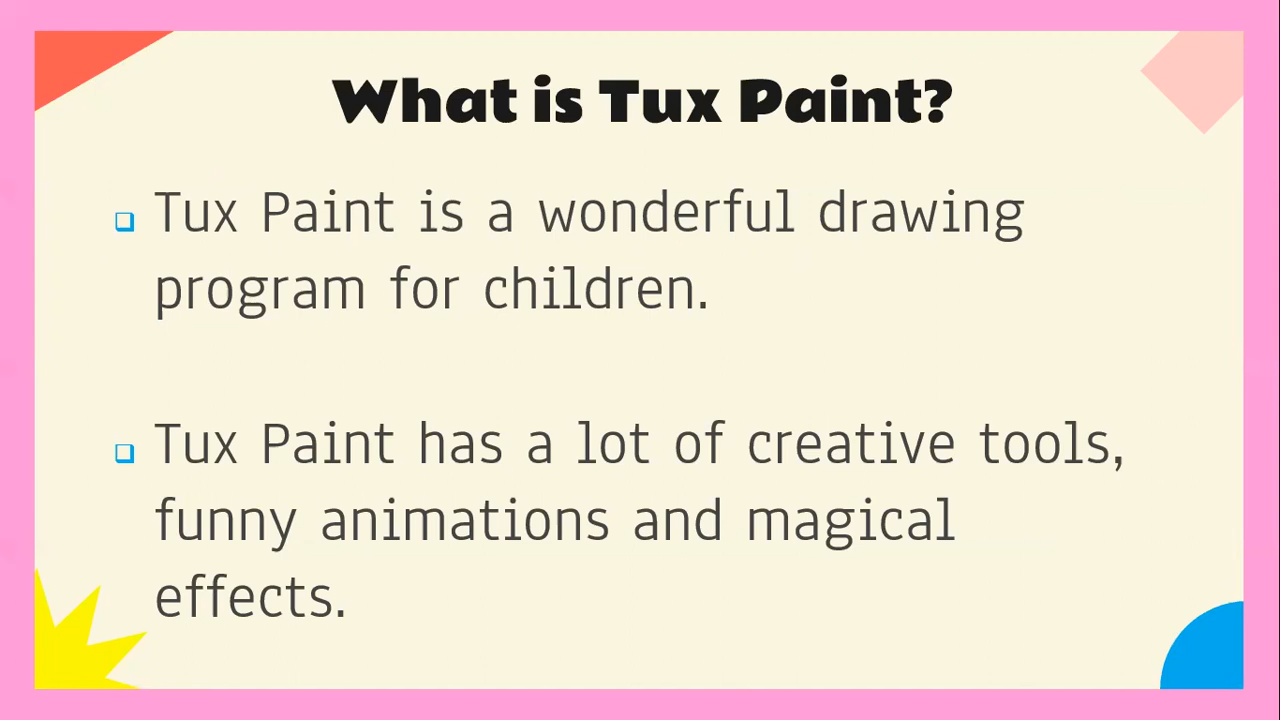 What is Tux Paint?
Tux Paint is a wonderful drawing
program for children.
Tux Paint has a lot of creative tools,
funny animations and magical
effects.